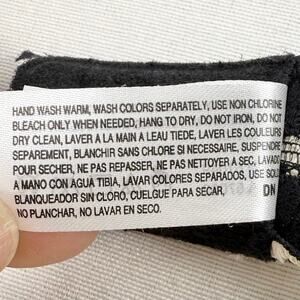 HAND WASH WARM, WASH COLORS SEPARATELY, USE NON CHLORINE
BLEACH ONLY WHEN NEEDED, HANG TO DRY, DO NOT IRON, DO NOT
DRY CLEAN, LAVER A LA MAIN A LEAU TIEDE, LAVER LES COULEURS
SEPAREMENT, BLANCHIR SANS CHLORE SI NECESSAIRE, SUSPENDRE
POUR SECHER, NE PAS REPASSER, NE PAS NETTOYER A SEC, LAVADO
A MANO CON AGUA TIBIA, LAVAR COLORES SEPARADOS, USE SOLO
BLANQUEADOR SIN CLORO, CUELGUE PARA SECAR,
NO PLANCHAR, NO LAVAR EN SECO. DN